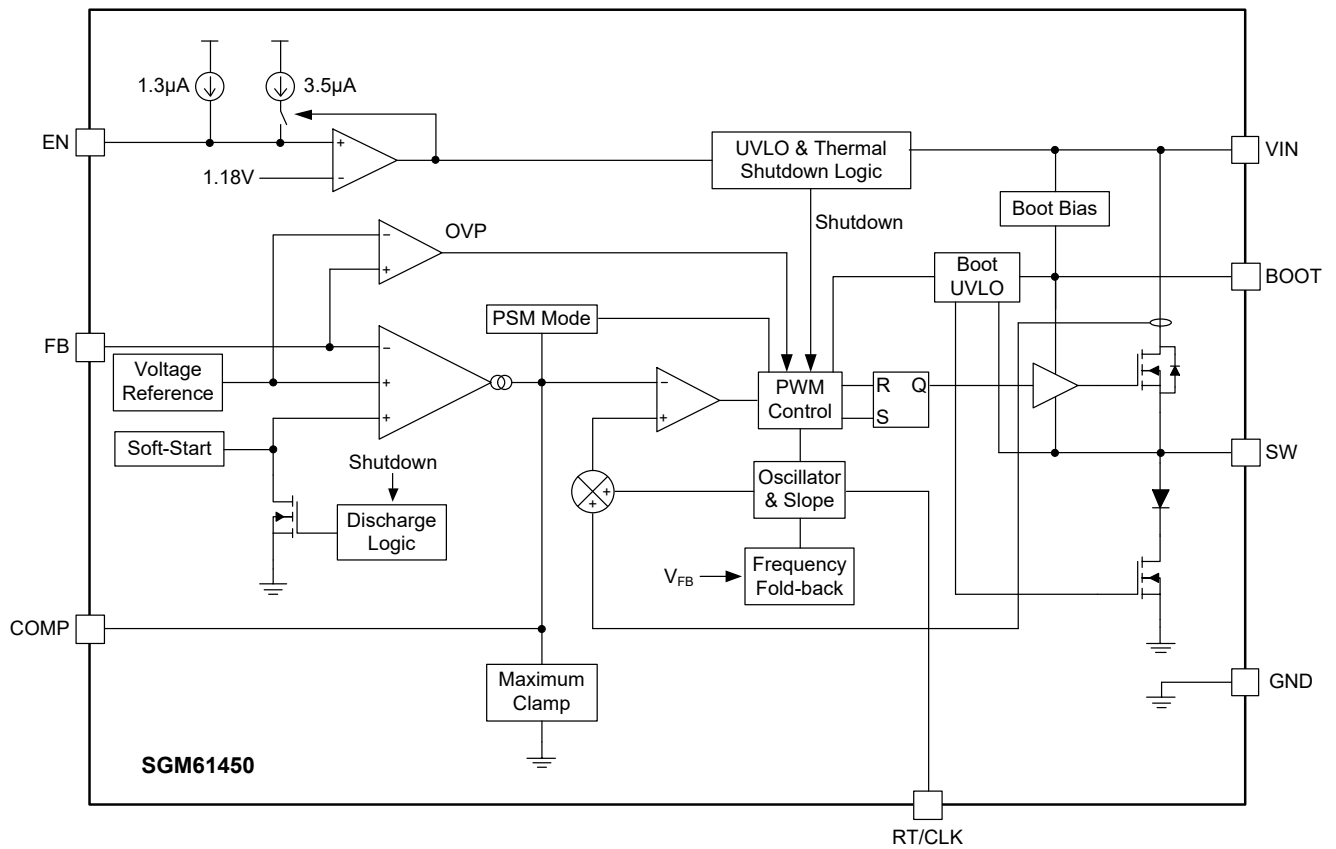 1.3µA
3.5µA
EN
+
−
1.18V
UVLO & Thermal
Shutdown Logic
VIN
Boot Bias
Shutdown
OVP
−
+
Boot
UVLO
BOOT
PSM Mode
FB
−
+
+
Voltage
Reference
−
+
PWM
Control
R
Q
S
Soft-Start
SW
Shutdown
Discharge
Logic
+
+
Oscillator
& Slope
VFB
Frequency
Fold-back
COMP
Maximum
Clamp
GND
SGM61450
RT/CLK